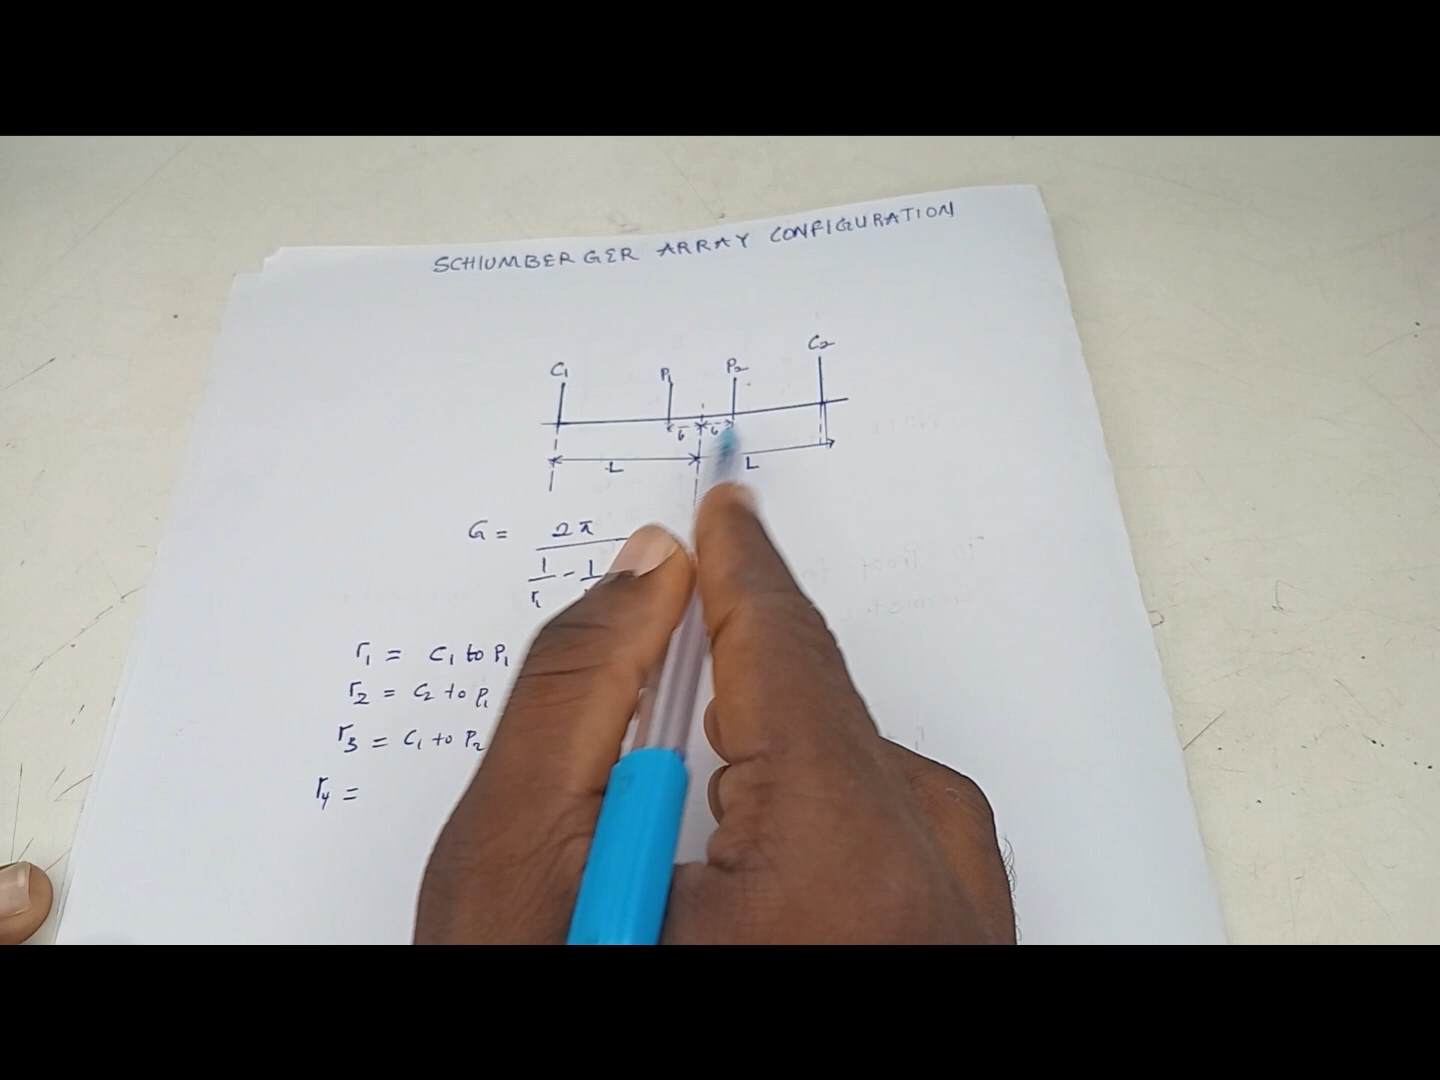 SCHLUMBERGER ARRAY CONFIGURATION
C₁ P₁ P₂ C₂
b b
L L
G = 2π
1/r₁ - 1
r₁ = C₁ to P₁
r₂ = C₂ to P₁
r₃ = C₁ to P₂
r₄ =